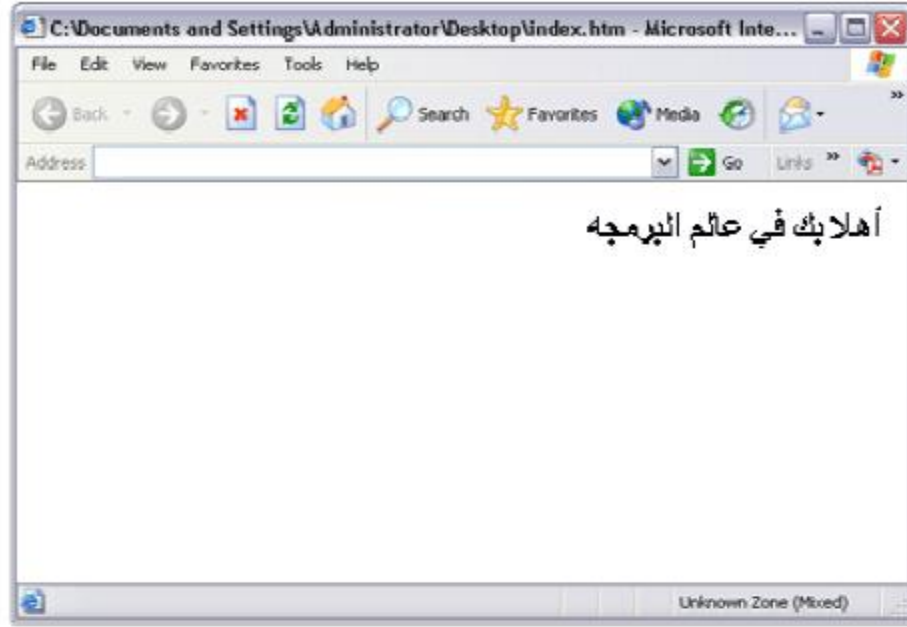 C:\Documents and Settings\Administrator\Desktop\index.htm - Microsoft Inte...
File Edit View Favorites Tools Help
Back Search Favorites Media »
Address Go Links »
أهلا بك في عالم البرمجه
Unknown Zone (Mixed)